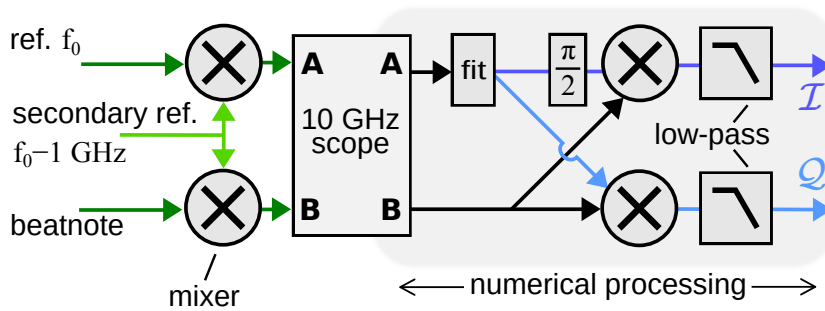 ref. f₀
secondary ref.
f₀−1 GHz
beatnote
mixer
A
A
10 GHz
scope
B
B
fit
π
2
low-pass
ℐ
𝒬
numerical processing